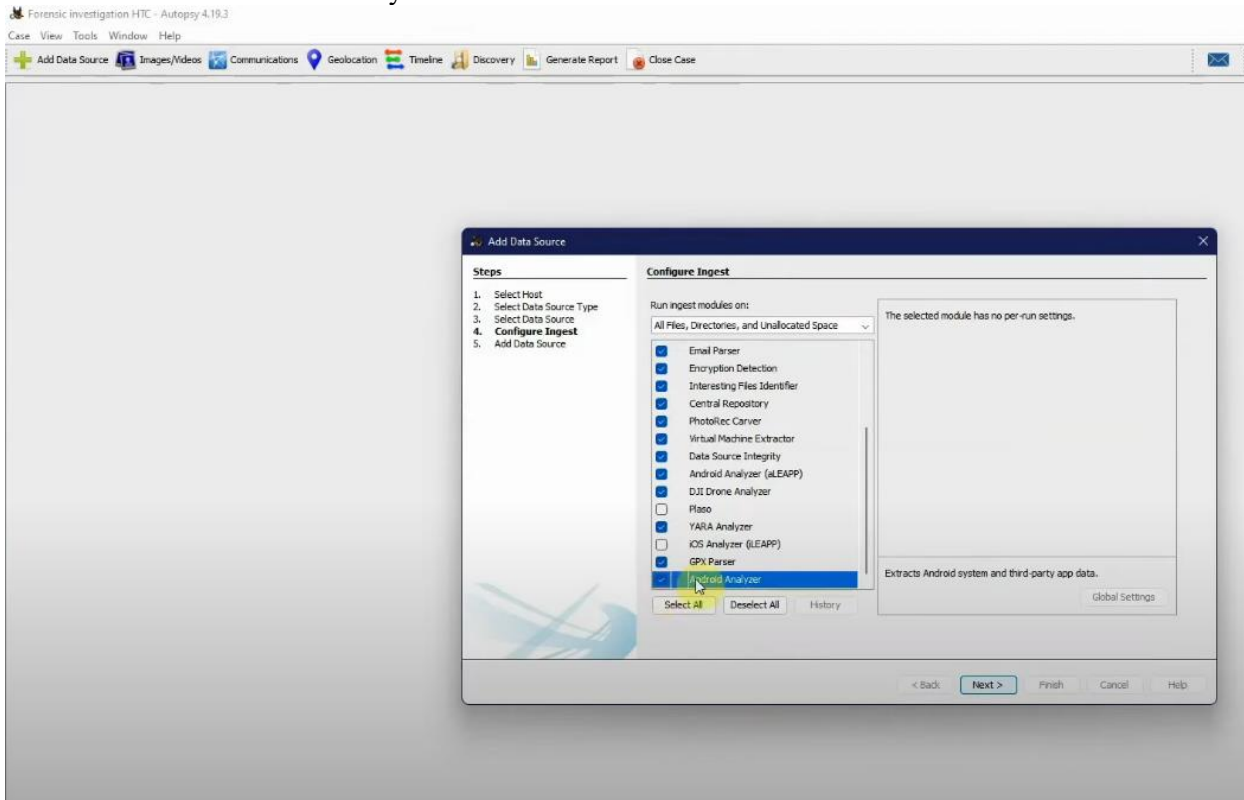 Forensic investigation HTC - Autopsy 4.19.3
Case View Tools Window Help
Add Data Source Images/Videos Communications Geolocation Timeline Discovery Generate Report Close Case
Add Data Source
Steps
1. Select Host
2. Select Data Source Type
3. Select Data Source
4. Configure Ingest
5. Add Data Source
Configure Ingest
Run ingest modules on:
All Files, Directories, and Unallocated Space
Email Parser
Encryption Detection
Interesting Files Identifier
Central Repository
PhotoRec Carver
Virtual Machine Extractor
Data Source Integrity
Android Analyzer (aLEAPP)
DJI Drone Analyzer
Plaso
YARA Analyzer
iOS Analyzer (iLEAPP)
GPX Parser
Android Analyzer
Select All Deselect All History
The selected module has no per-run settings.
Extracts Android system and third-party app data.
Global Settings
< Back Next > Finish Cancel Help